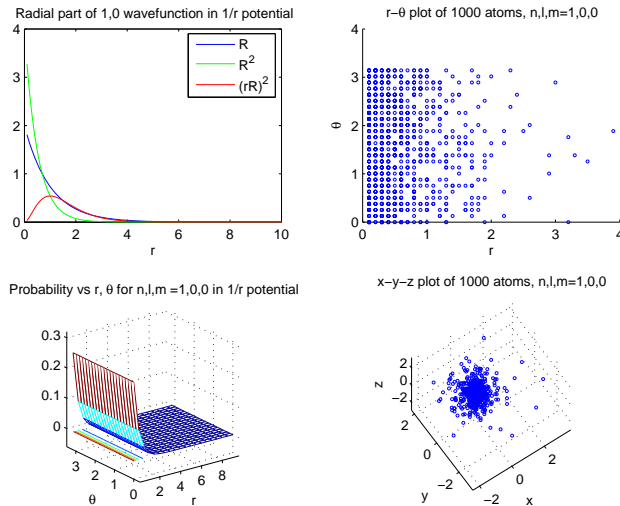 Radial part of 1,0 wavefunction in 1/r potential
4
3
2
1
0
0 2 4 6 8 10
r
R
R²
(rR)²
r−θ plot of 1000 atoms, n,l,m=1,0,0
4
3
2
1
0
θ
0 1 2 3 4
r
Probability vs r, θ for n,l,m =1,0,0 in 1/r potential
0.3
0.2
0.1
0
3 2 1 0
θ
2 4 6 8
r
x−y−z plot of 1000 atoms, n,l,m=1,0,0
2
0
−2
z
2
0
−2
y
−2 0 2
x